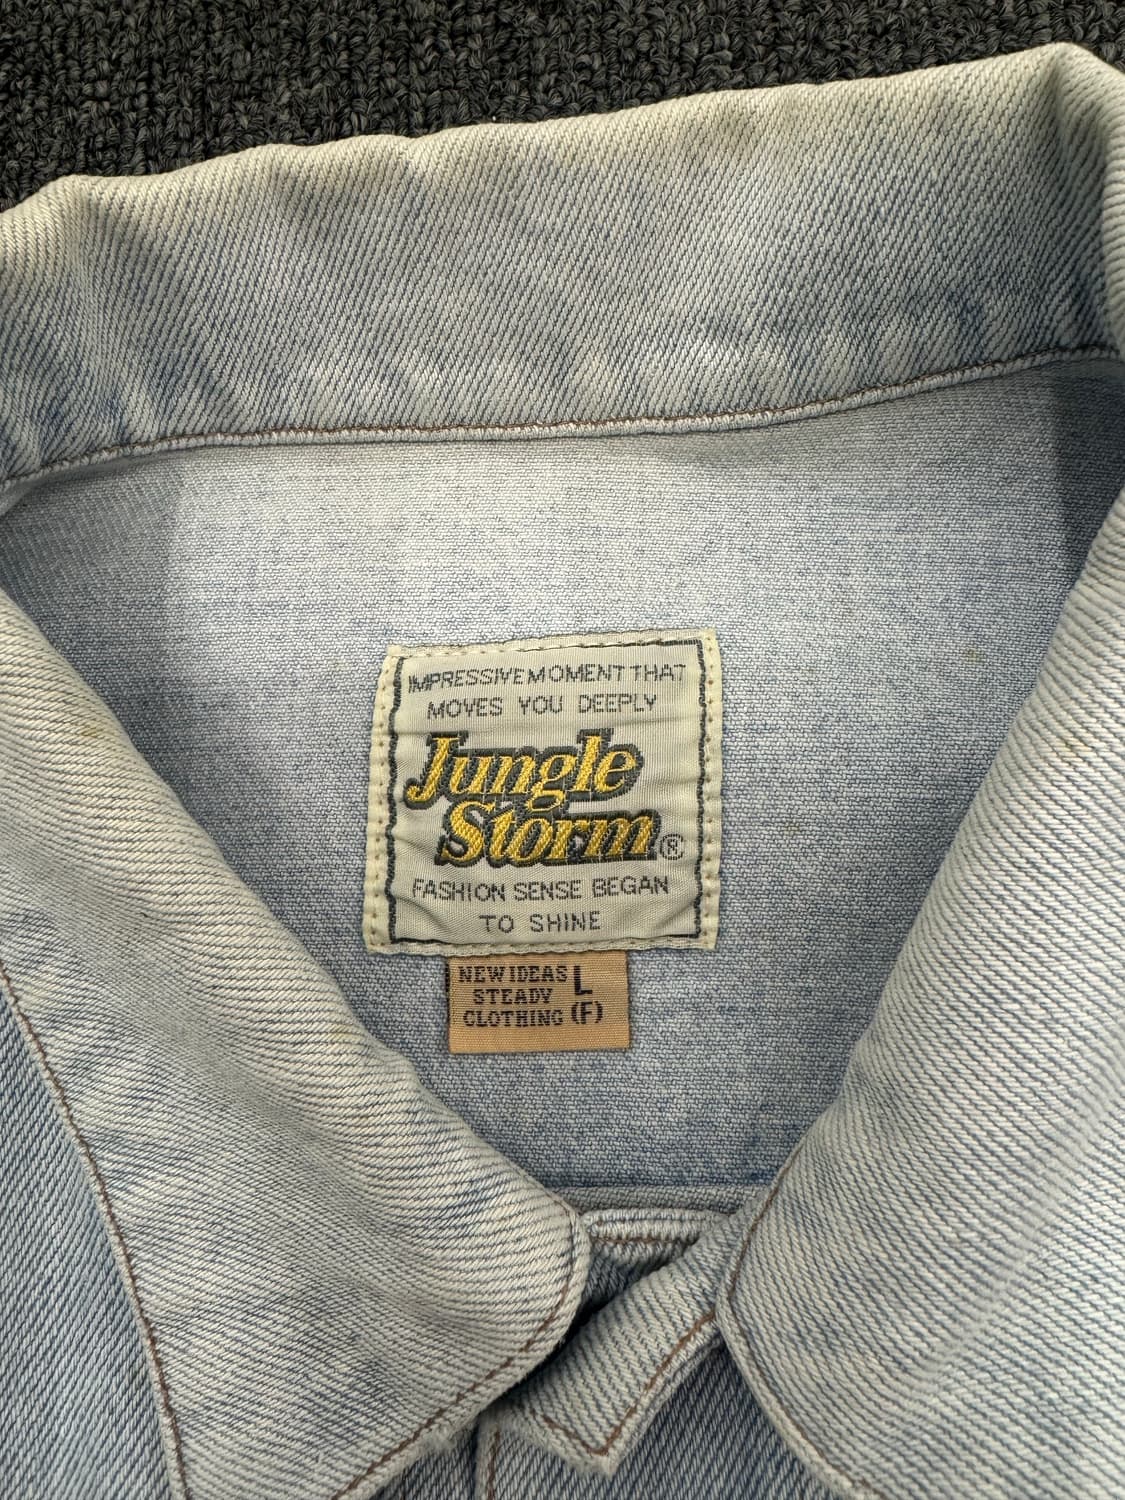 IMPRESSIVE MOMENT THAT
MOVES YOU DEEPLY
Jungle
Storm®
FASHION SENSE BEGAN
TO SHINE
NEW IDEAS L
STEADY
CLOTHING (F)